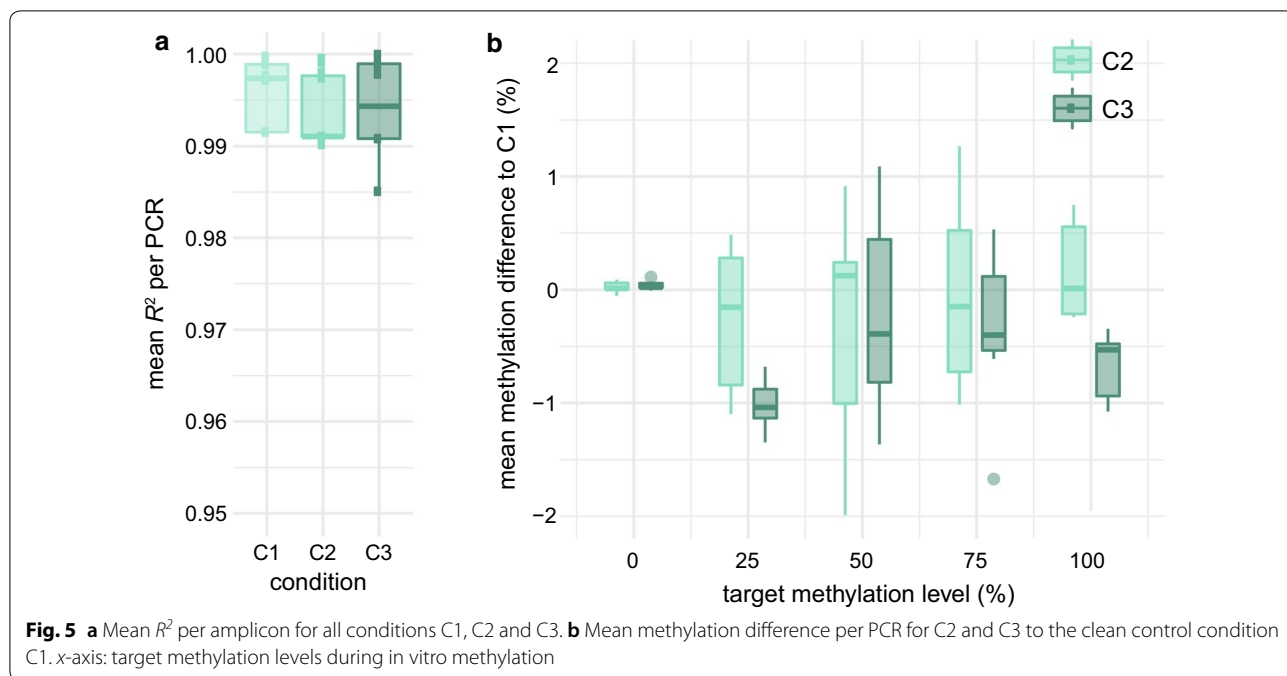 a
1.00
0.99
0.98
0.97
0.96
0.95
mean R² per PCR
C1 C2 C3
condition
b
2
1
0
−1
−2
mean methylation difference to C1 (%)
C2
C3
0 25 50 75 100
target methylation level (%)
Fig. 5 a Mean R² per amplicon for all conditions C1, C2 and C3. b Mean methylation difference per PCR for C2 and C3 to the clean control condition
C1. x-axis: target methylation levels during in vitro methylation